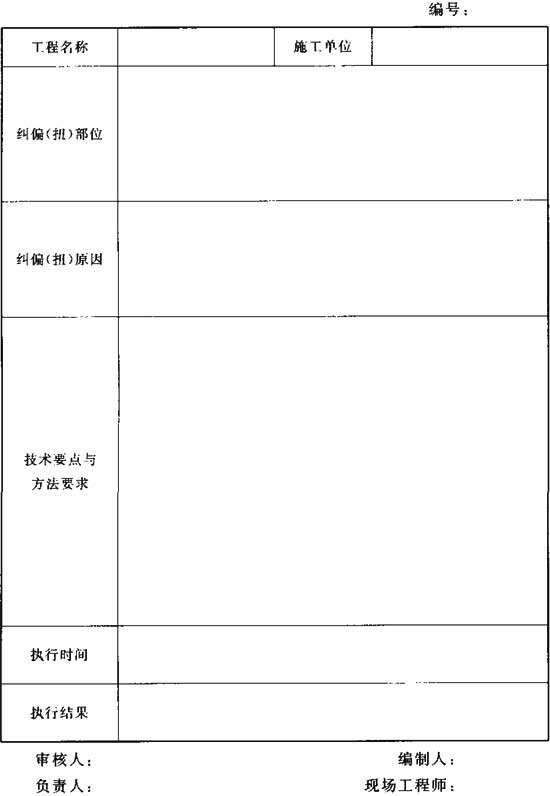 编号：
工程名称 施工单位
纠偏(扭)部位
纠偏(扭)原因
技术要点与
方法要求
执行时间
执行结果
审核人： 编制人：
负责人： 现场工程师：